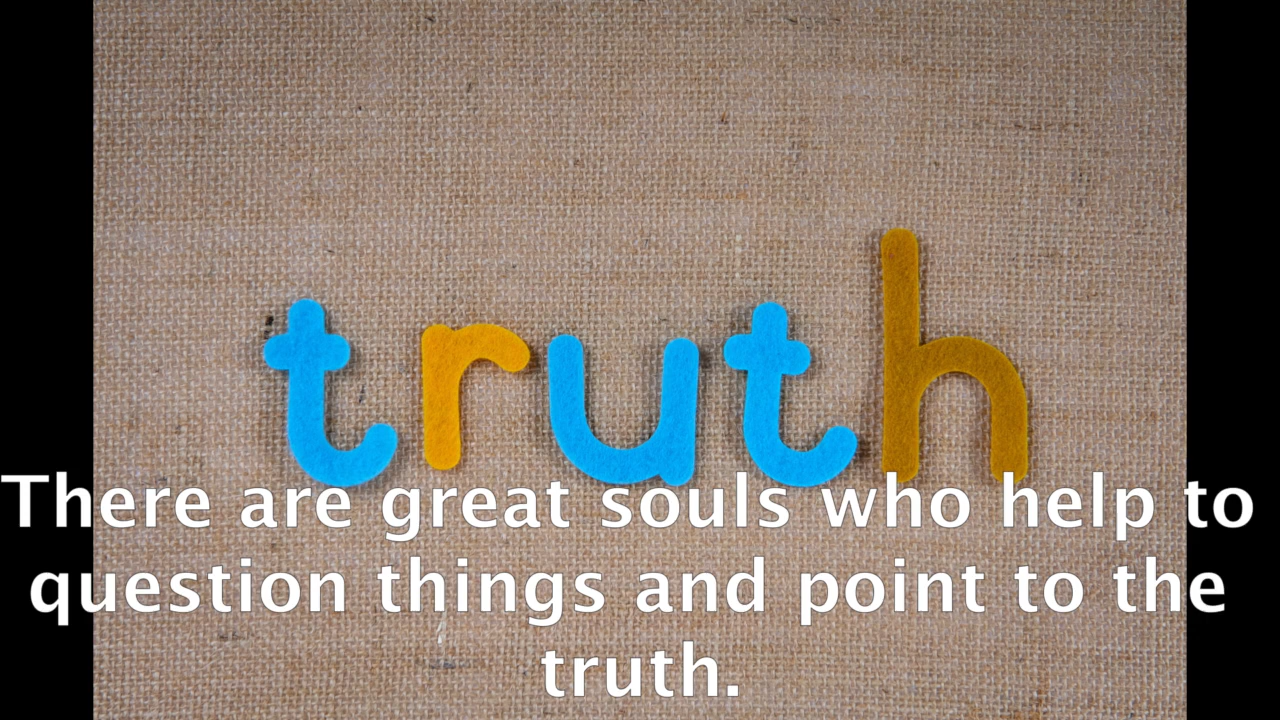 truth
There are great souls who help to
question things and point to the
truth.